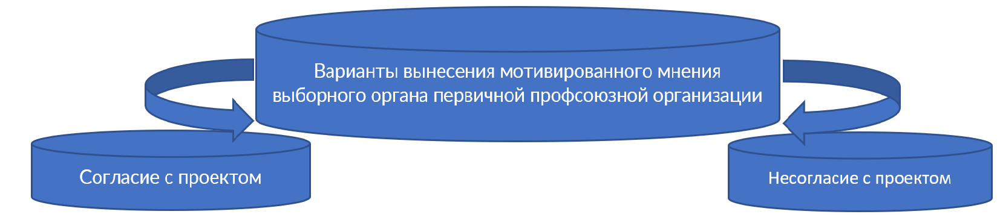 Варианты вынесения мотивированного мнения
выборного органа первичной профсоюзной организации
Согласие с проектом
Несогласие с проектом